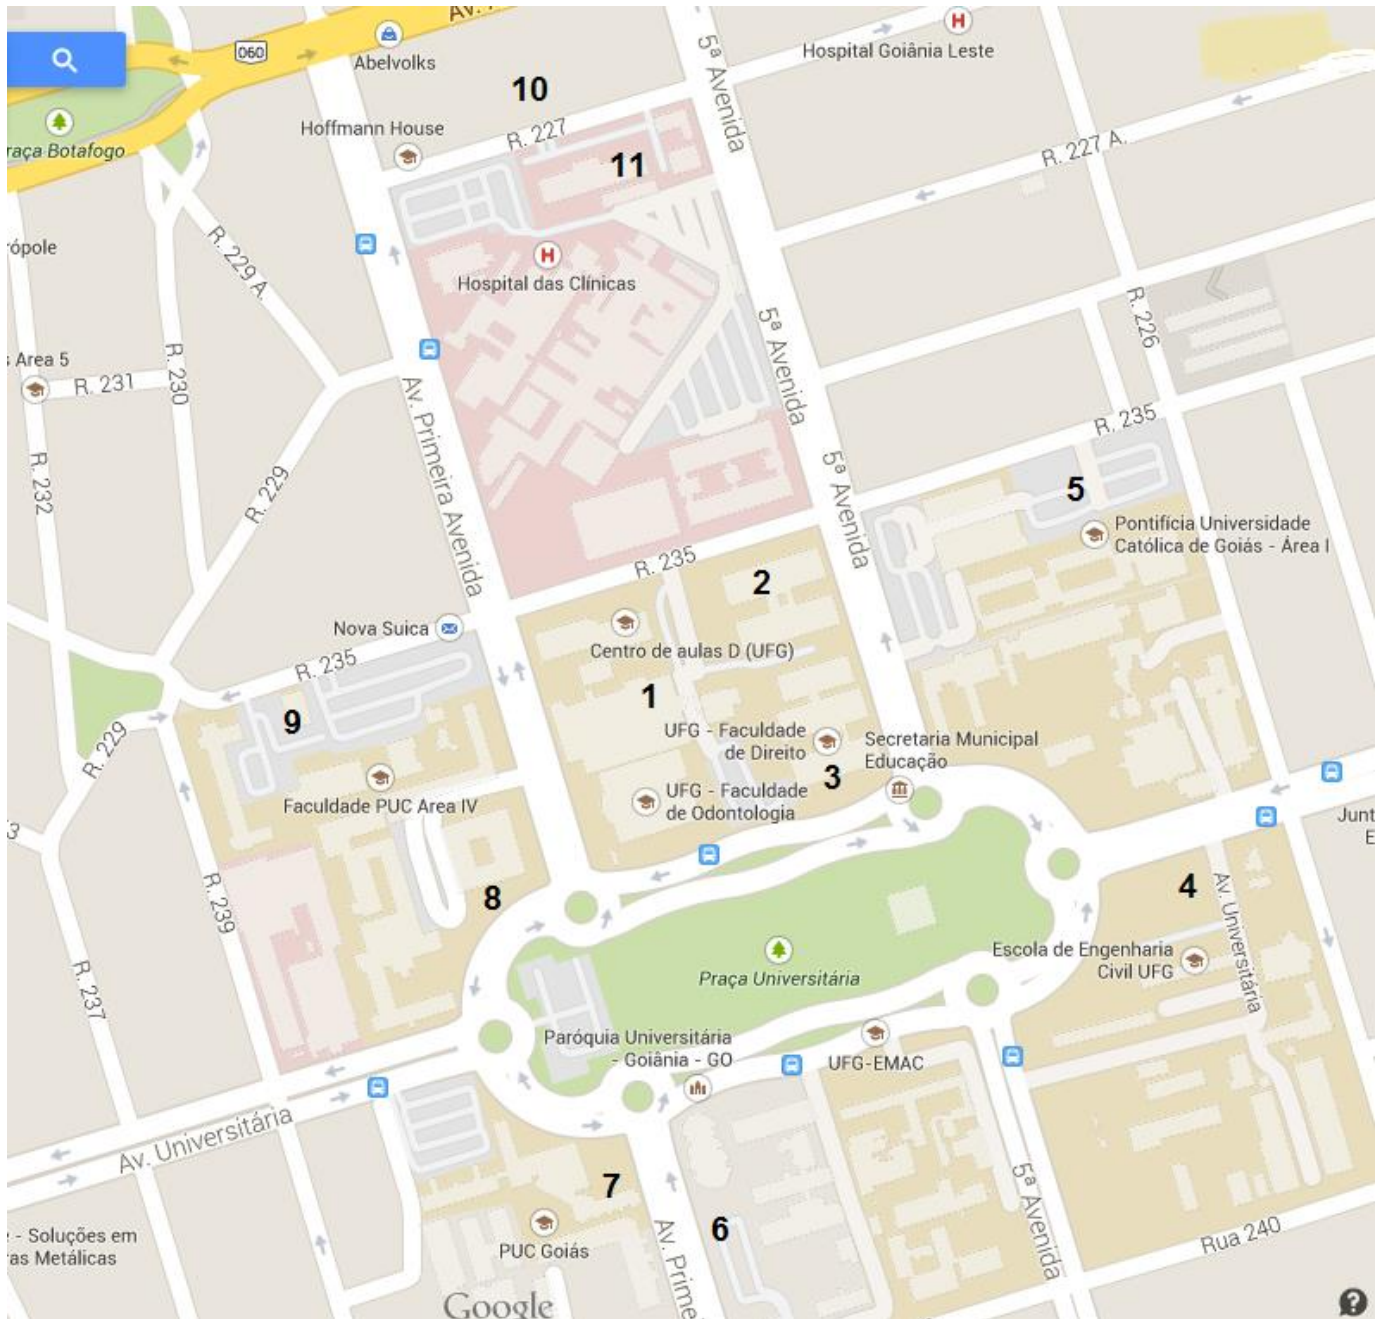 Av.
060
Abelvolks
Hospital Goiânia Leste
5ª Avenida
10
Hoffmann House
R. 227
raça Botafogo
11
R. 227 A.
R. 229 A.
rópole
Hospital das Clínicas
R. 226
5ª Avenida
s Area 5
R. 231
R. 230
Av. Primeira Avenida
R. 235
R. 232
R. 229
5ª Avenida
5
Pontifícia Universidade
Católica de Goiás - Área I
R. 235
2
Nova Suica
Centro de aulas D (UFG)
R. 235
1
9
UFG - Faculdade
de Direito
Secretaria Municipal
Educação
R. 229
3
Faculdade PUC Area IV
UFG - Faculdade
de Odontologia
Junt
E
3
8
4
Av. Universitária
R. 239
Escola de Engenharia
Civil UFG
Praça Universitária
R. 237
Paróquia Universitária
- Goiânia - GO
UFG-EMAC
Av. Universitária
7
5ª Avenida
6
- Soluções em
as Metálicas
PUC Goiás
Av. Prime
Rua 240
Google
?